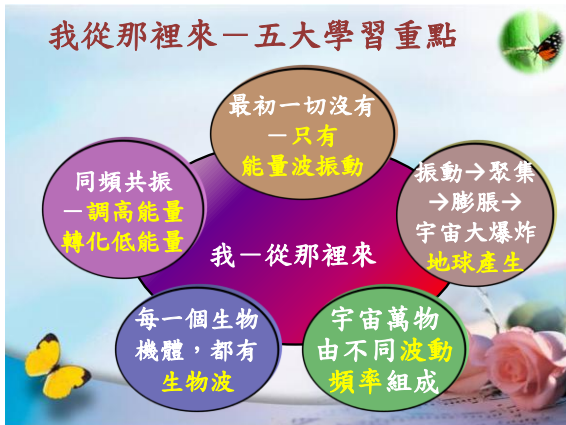 我從那裡來－五大學習重點
最初一切沒有
－只有
能量波振動
振動→聚集
→膨脹→
宇宙大爆炸
地球產生
宇宙萬物
由不同波動
頻率組成
每一個生物
機體，都有
生物波
同頻共振
－調高能量
轉化低能量
我－從那裡來